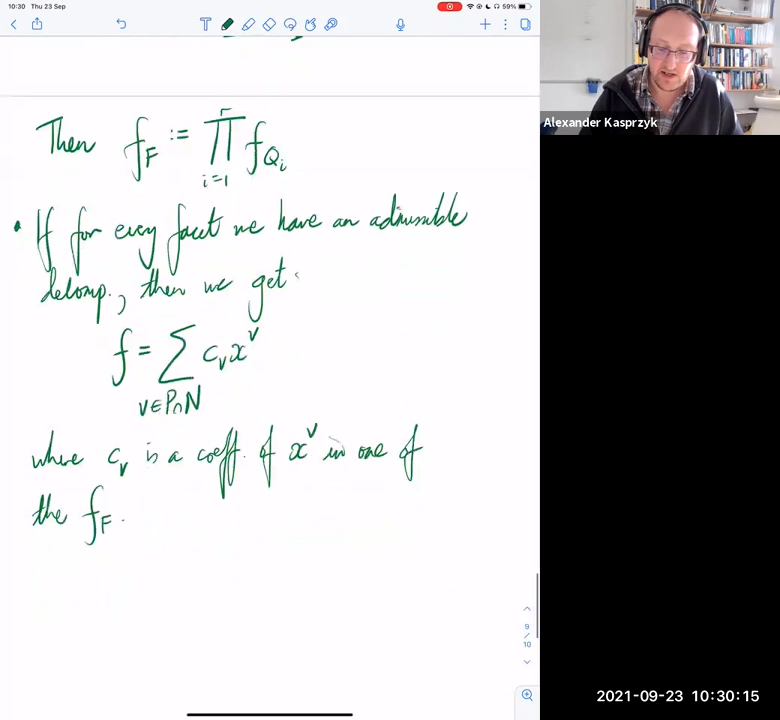 10:30 Thu 23 Sep
59%
Alexander Kasprzyk
Then f_F := ∏_{i=1}^{r} f_{Q_i}
• If for every facet we have an admissible
decomp., then we get
f = ∑_{v∈P∩N} c_v x^v
where c_v is a coeff. of x^v in one of
the f_F.
9
/
10
2021-09-23 10:30:15